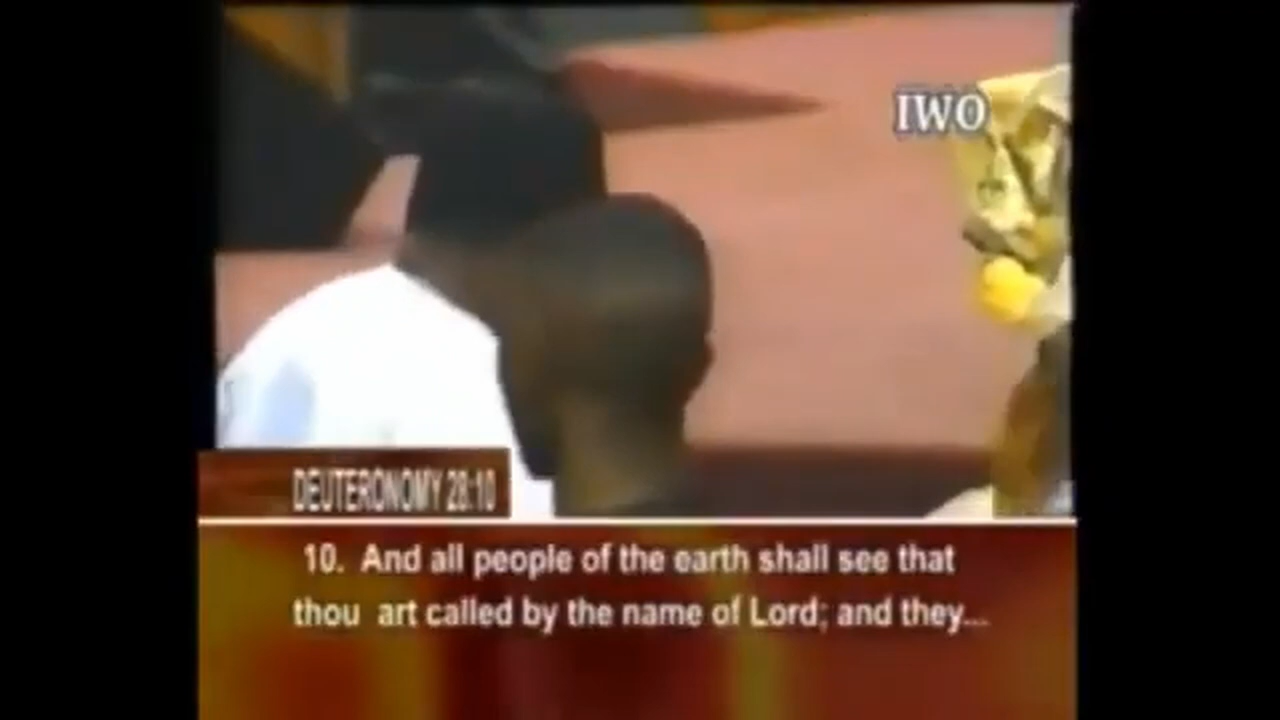 IWO
DEUTERONOMY 28:10
10. And all people of the earth shall see that
thou art called by the name of Lord; and they...